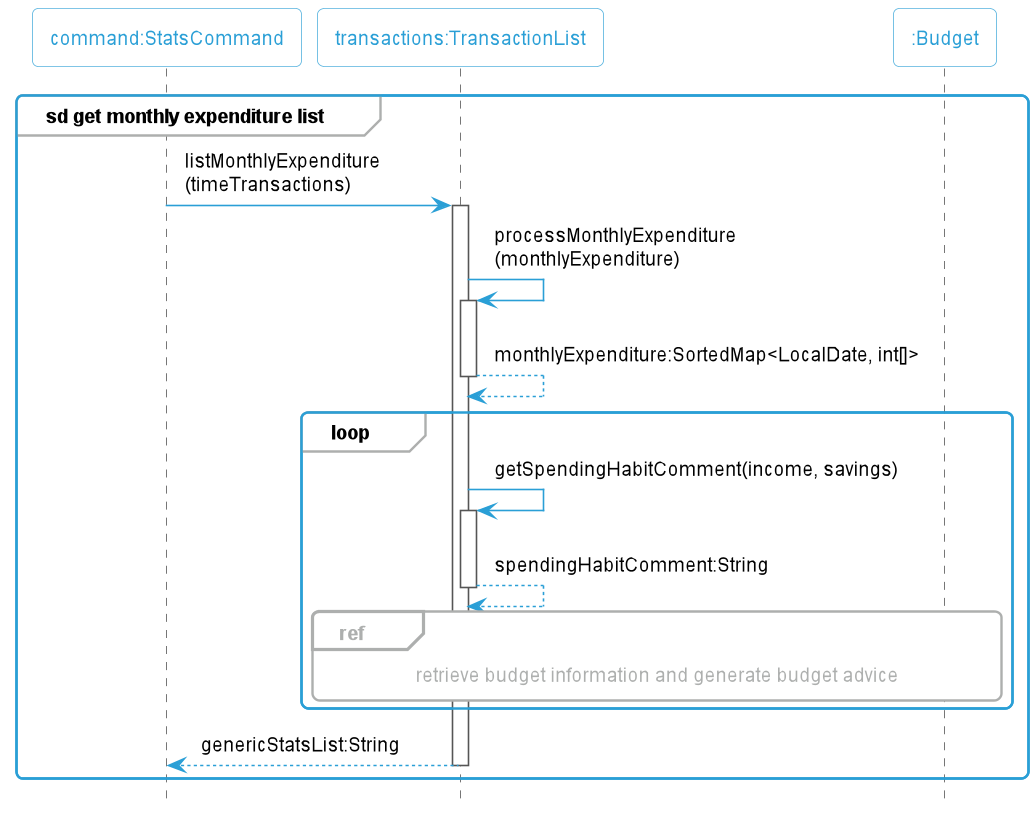 command:StatsCommand
transactions:TransactionList
:Budget
sd get monthly expenditure list
listMonthlyExpenditure
(timeTransactions)
processMonthlyExpenditure
(monthlyExpenditure)
monthlyExpenditure:SortedMap<LocalDate, int[]>
loop
getSpendingHabitComment(income, savings)
spendingHabitComment:String
ref
retrieve budget information and generate budget advice
genericStatsList:String